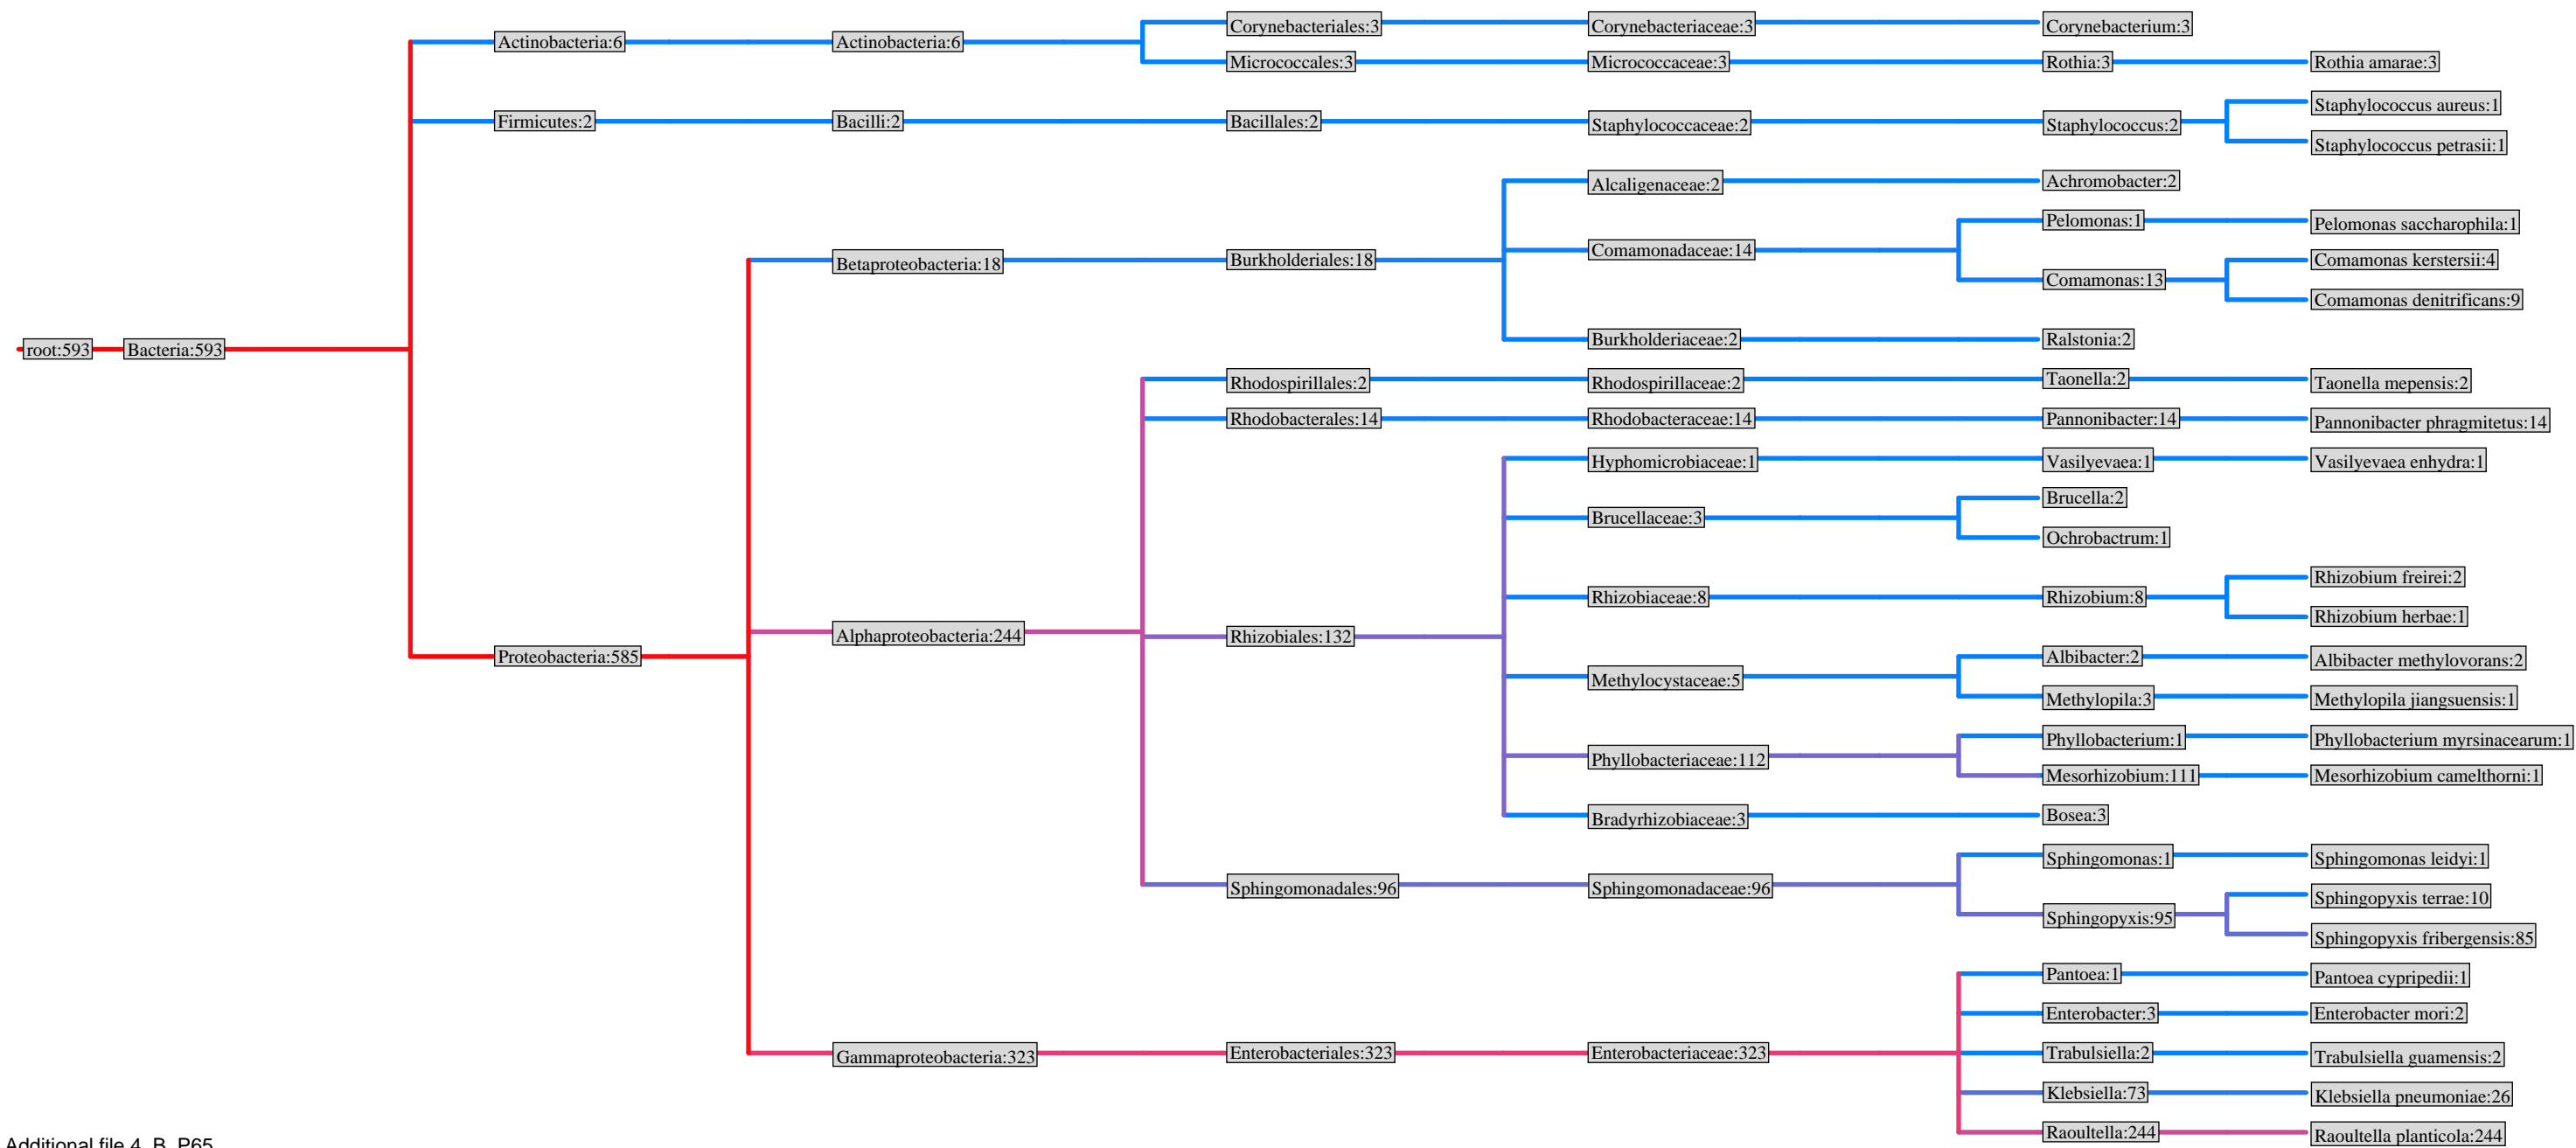 Corynebacteriales:3 Corynebacteriaceae:3 Corynebacterium:3
Actinobacteria:6 Actinobacteria:6
Micrococcales:3 Micrococcaceae:3 Rothia:3 Rothia amarae:3
Staphylococcus aureus:1
Firmicutes:2 Bacilli:2 Bacillales:2 Staphylococcaceae:2 Staphylococcus:2
Staphylococcus petrasii:1
Alcaligenaceae:2 Achromobacter:2
Pelomonas:1 Pelomonas saccharophila:1
Comamonadaceae:14
Betaproteobacteria:18 Burkholderiales:18 Comamonas kerstersii:4
Comamonas:13
Comamonas denitrificans:9
Burkholderiaceae:2 Ralstonia:2
root:593 Bacteria:593
Rhodospirillales:2 Rhodospirillaceae:2 Taonella:2 Taonella mepensis:2
Rhodobacterales:14 Rhodobacteraceae:14 Pannonibacter:14 Pannonibacter phragmitetus:14
Hyphomicrobiaceae:1 Vasilyevaea:1 Vasilyevaea enhydra:1
Brucella:2
Brucellaceae:3
Ochrobactrum:1
Rhizobium freirei:2
Rhizobiaceae:8 Rhizobium:8
Rhizobium herbae:1
Alphaproteobacteria:244 Rhizobiales:132
Proteobacteria:585 Albibacter:2 Albibacter methylovorans:2
Methylocystaceae:5
Methylopila:3 Methylopila jiangsuensis:1
Phyllobacterium:1 Phyllobacterium myrsinacearum:1
Phyllobacteriaceae:112
Mesorhizobium:111 Mesorhizobium camelthorni:1
Bradyrhizobiaceae:3 Bosea:3
Sphingomonas:1 Sphingomonas leidyi:1
Sphingomonadales:96 Sphingomonadaceae:96
Sphingopyxis terrae:10
Sphingopyxis:95
Sphingopyxis fribergensis:85
Pantoea:1 Pantoea cypripedii:1
Enterobacter:3 Enterobacter mori:2
Gammaproteobacteria:323 Enterobacteriales:323 Enterobacteriaceae:323 Trabulsiella:2 Trabulsiella guamensis:2
Klebsiella:73 Klebsiella pneumoniae:26
Raoultella:244 Raoultella planticola:244
Additional file 4. B. P65